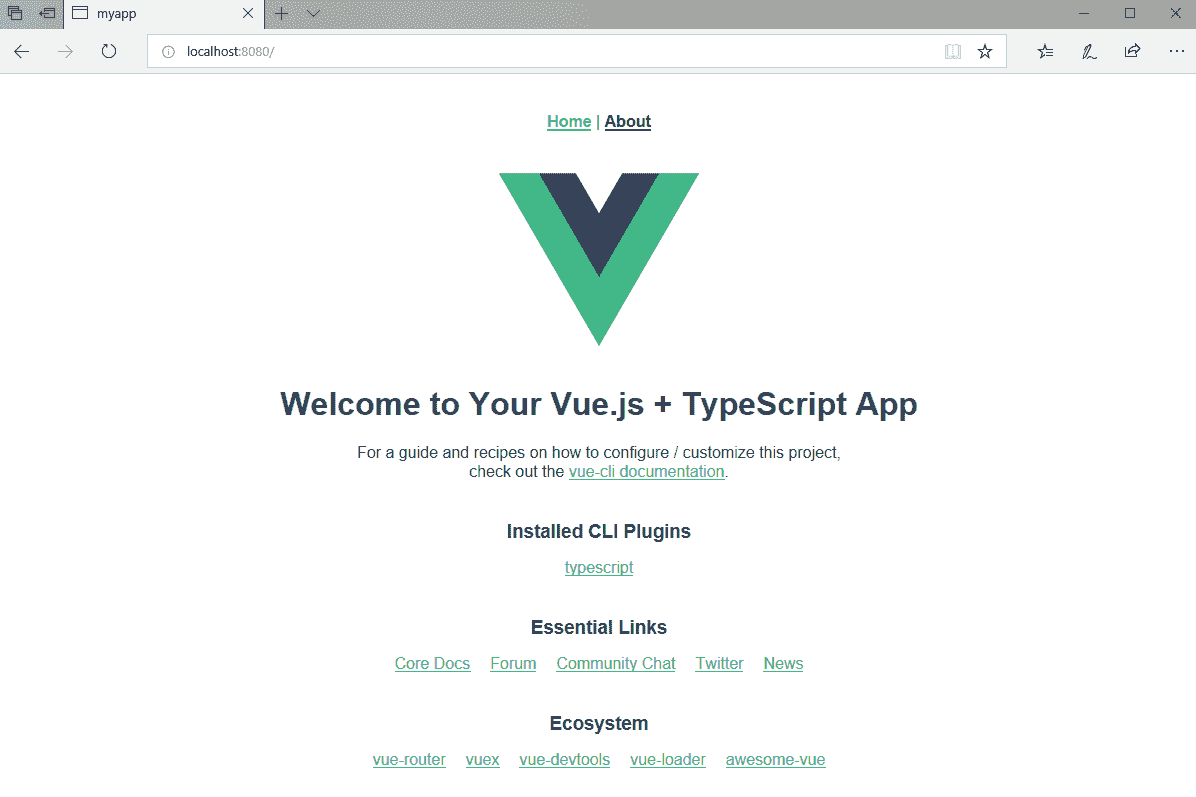 myapp
localhost:8080/
Home | About
Welcome to Your Vue.js + TypeScript App
For a guide and recipes on how to configure / customize this project,
check out the vue-cli documentation.
Installed CLI Plugins
typescript
Essential Links
Core Docs Forum Community Chat Twitter News
Ecosystem
vue-router vuex vue-devtools vue-loader awesome-vue